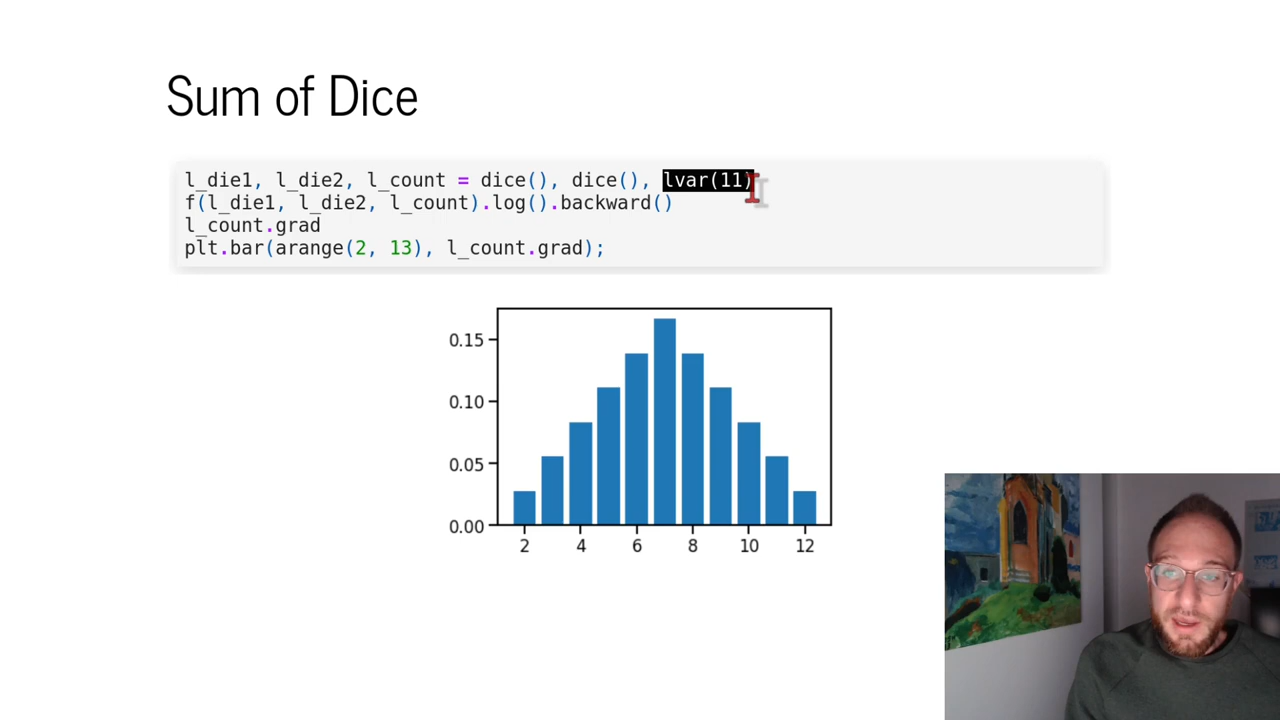 Sum of Dice
l_die1, l_die2, l_count = dice(), dice(), lvar(11)
f(l_die1, l_die2, l_count).log().backward()
l_count.grad
plt.bar(arange(2, 13), l_count.grad);
0.15
0.10
0.05
0.00
2 4 6 8 10 12